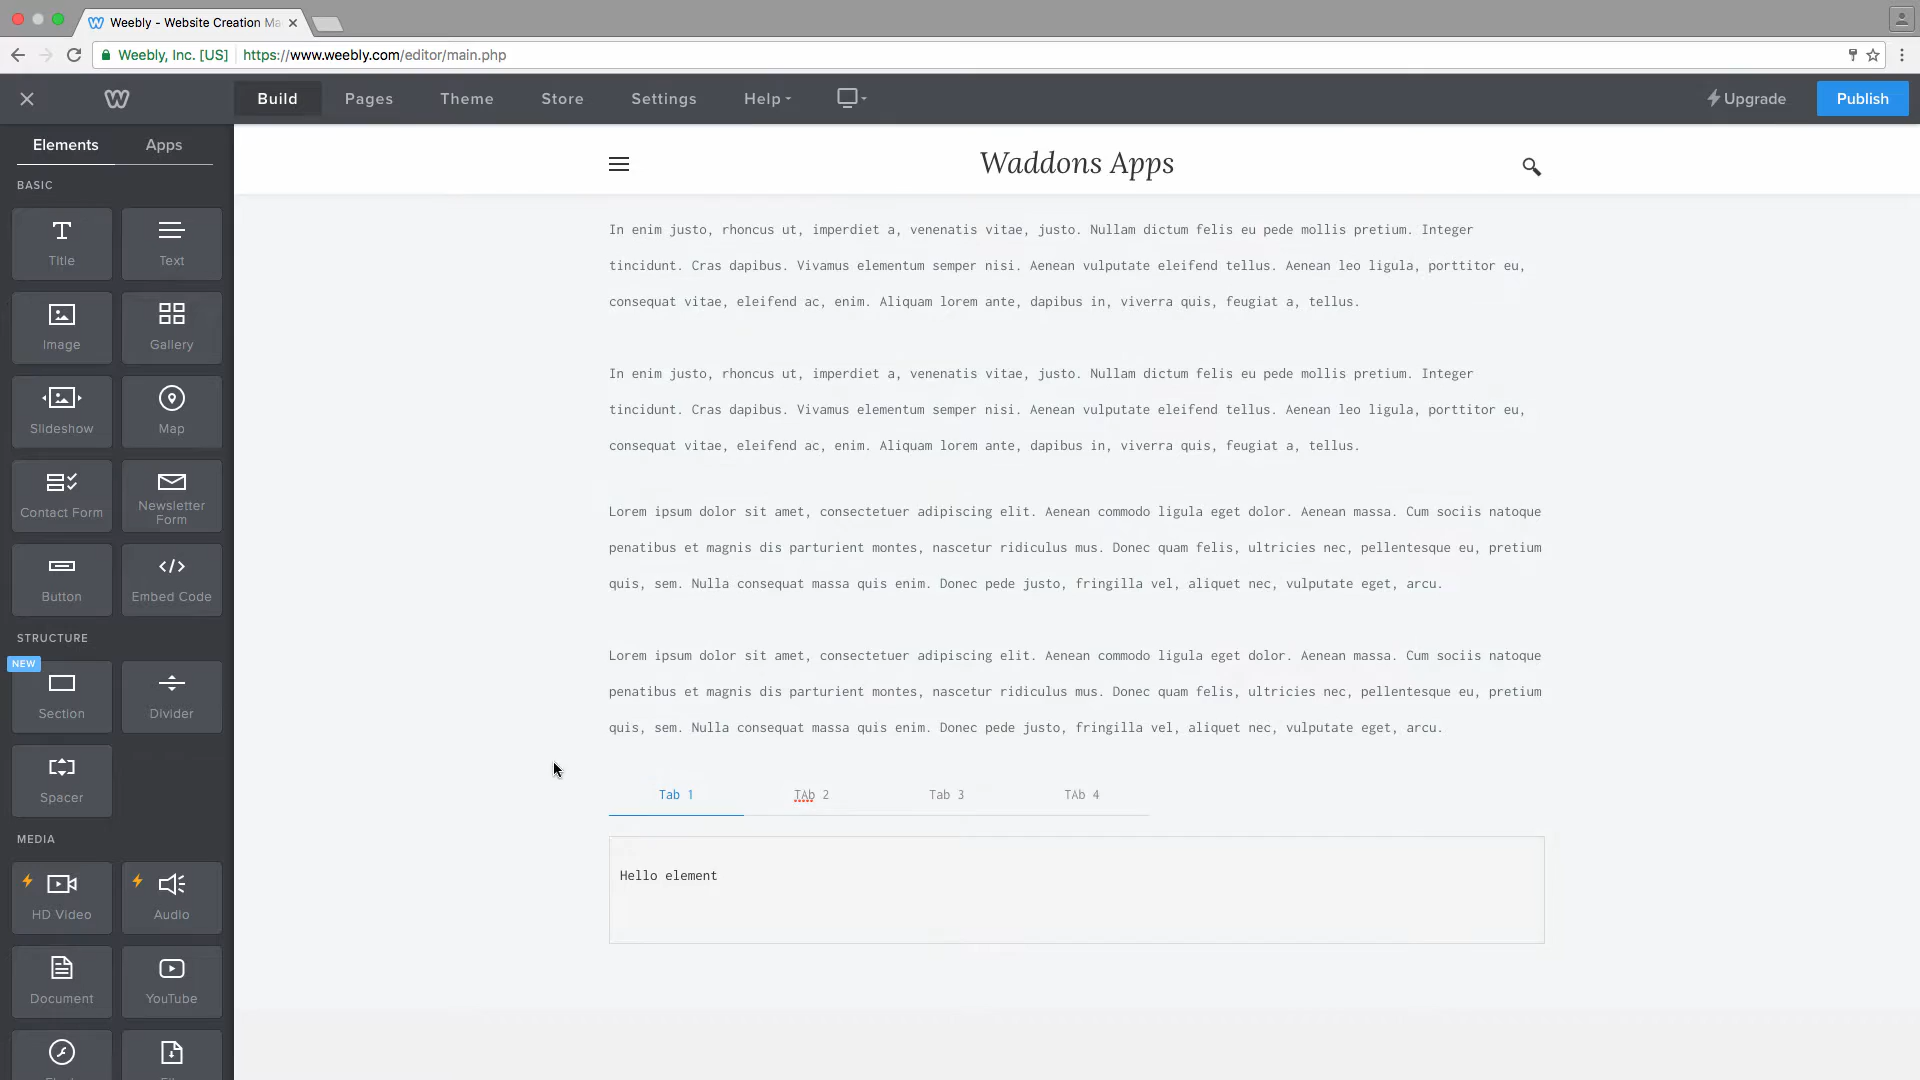 Weebly - Website Creation Ma
Weebly, Inc. [US] https://www.weebly.com/editor/main.php
Build Pages Theme Store Settings Help Upgrade Publish
Elements Apps
BASIC
Title Text
Image Gallery
Slideshow Map
Contact Form Newsletter Form
Button Embed Code
STRUCTURE
NEW
Section Divider
Spacer
MEDIA
HD Video Audio
Document YouTube
Waddons Apps
In enim justo, rhoncus ut, imperdiet a, venenatis vitae, justo. Nullam dictum felis eu pede mollis pretium. Integer
tincidunt. Cras dapibus. Vivamus elementum semper nisi. Aenean vulputate eleifend tellus. Aenean leo ligula, porttitor eu,
consequat vitae, eleifend ac, enim. Aliquam lorem ante, dapibus in, viverra quis, feugiat a, tellus.
In enim justo, rhoncus ut, imperdiet a, venenatis vitae, justo. Nullam dictum felis eu pede mollis pretium. Integer
tincidunt. Cras dapibus. Vivamus elementum semper nisi. Aenean vulputate eleifend tellus. Aenean leo ligula, porttitor eu,
consequat vitae, eleifend ac, enim. Aliquam lorem ante, dapibus in, viverra quis, feugiat a, tellus.
Lorem ipsum dolor sit amet, consectetuer adipiscing elit. Aenean commodo ligula eget dolor. Aenean massa. Cum sociis natoque
penatibus et magnis dis parturient montes, nascetur ridiculus mus. Donec quam felis, ultricies nec, pellentesque eu, pretium
quis, sem. Nulla consequat massa quis enim. Donec pede justo, fringilla vel, aliquet nec, vulputate eget, arcu.
Lorem ipsum dolor sit amet, consectetuer adipiscing elit. Aenean commodo ligula eget dolor. Aenean massa. Cum sociis natoque
penatibus et magnis dis parturient montes, nascetur ridiculus mus. Donec quam felis, ultricies nec, pellentesque eu, pretium
quis, sem. Nulla consequat massa quis enim. Donec pede justo, fringilla vel, aliquet nec, vulputate eget, arcu.
Tab 1 TAb 2 Tab 3 TAb 4
Hello element